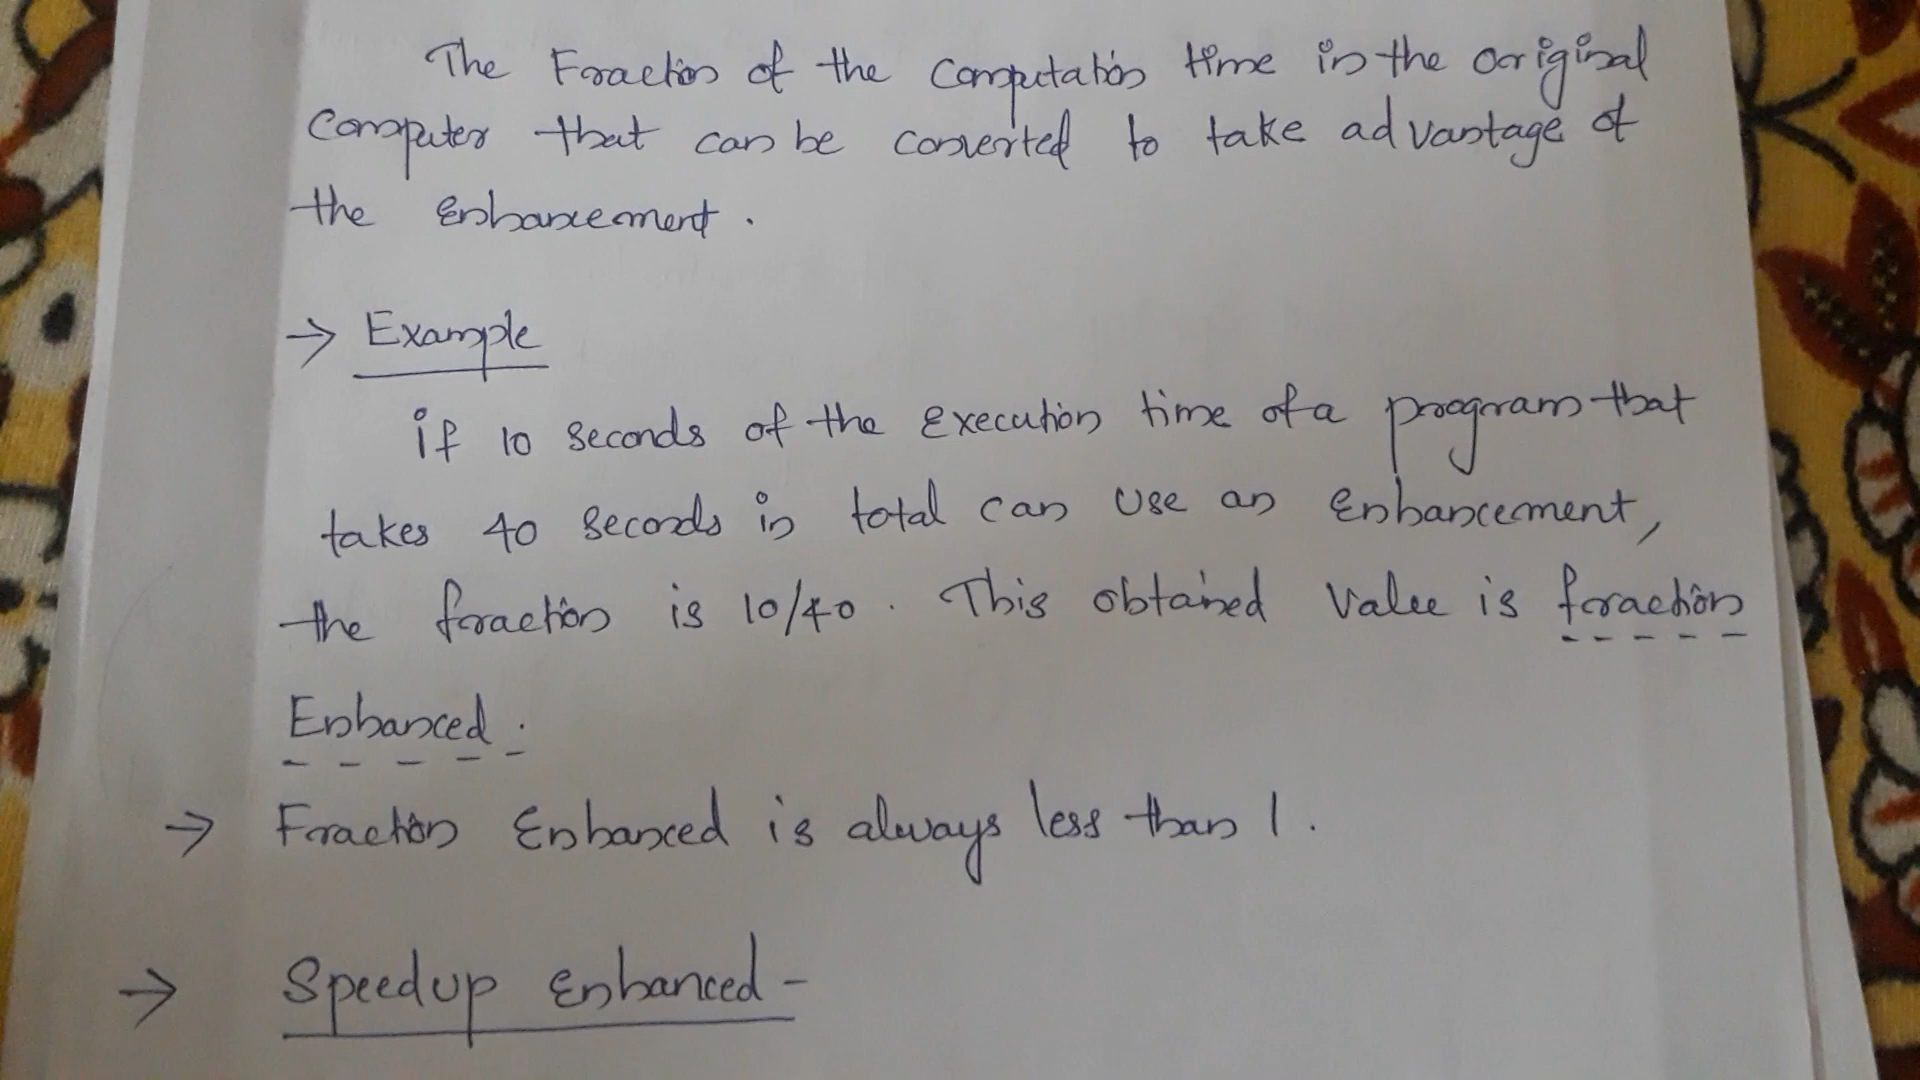 The Fraction of the Computation time in the original
Computer that can be converted to take advantage of
the Enhancement.
→ Example
if 10 seconds of the execution time of a program that
takes 40 seconds in total can use an Enhancement,
the fraction is 10/40. This obtained value is fraction
Enhanced.
→ Fraction Enhanced is always less than 1.
→ Speedup Enhanced -